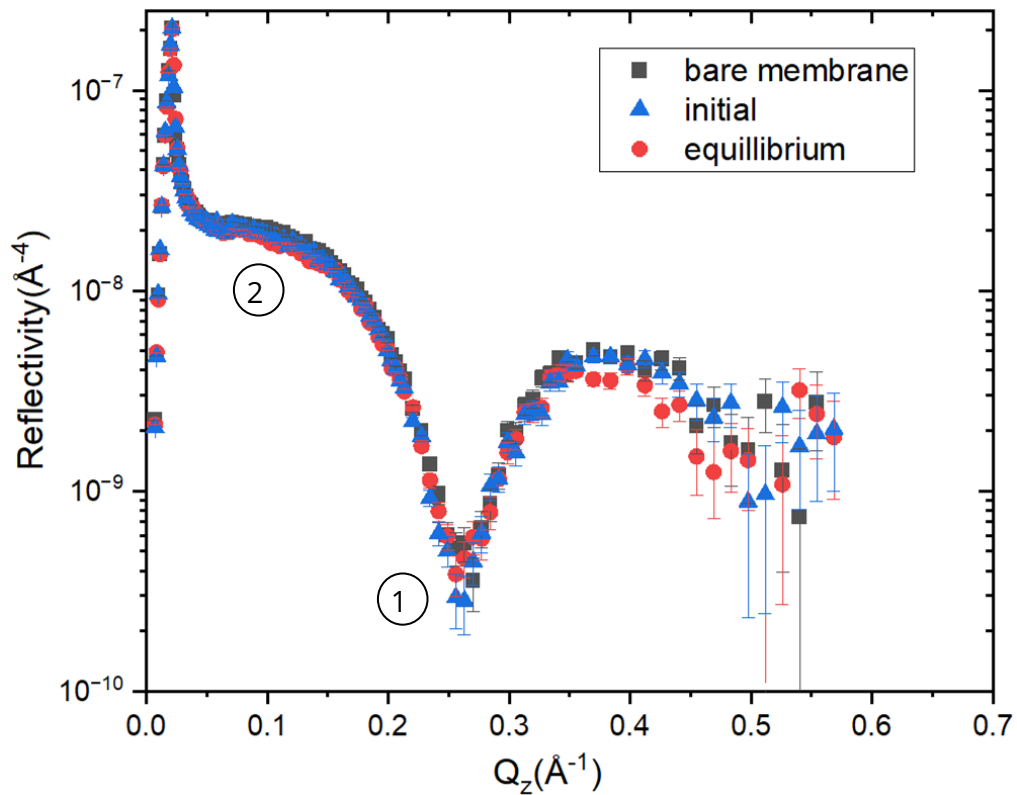 bare membrane
initial
equillibrium
10⁻⁷
10⁻⁸
10⁻⁹
10⁻¹⁰
Reflectivity(Å⁻⁴)
2
1
0.0 0.1 0.2 0.3 0.4 0.5 0.6 0.7
Q_z(Å⁻¹)